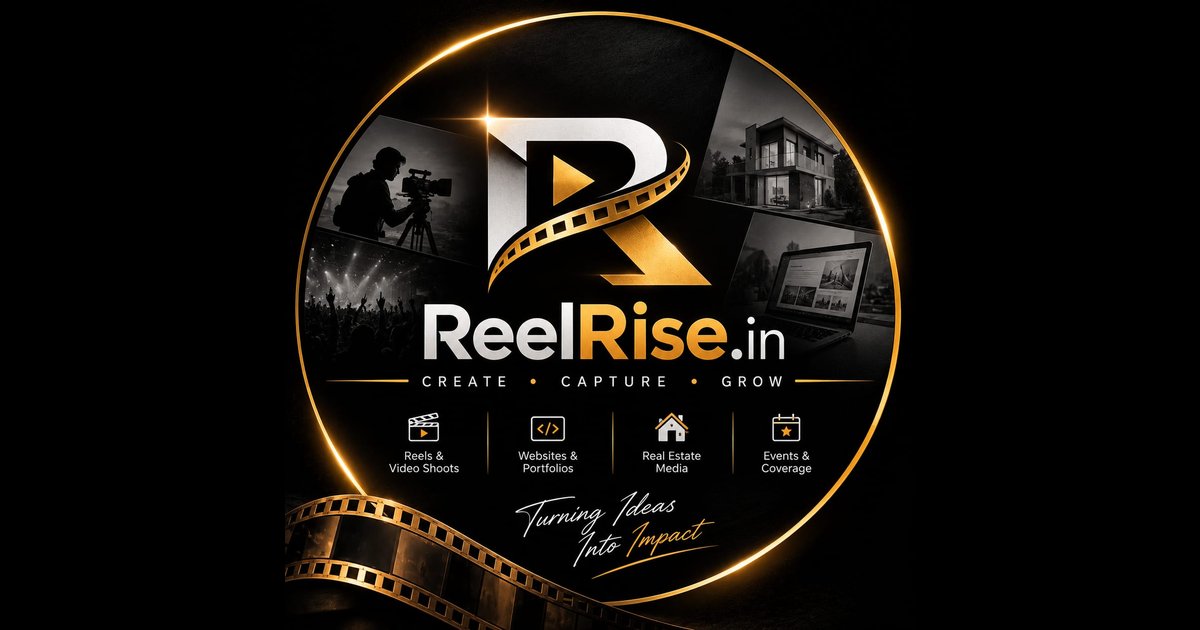 ReelRise.in
CREATE • CAPTURE • GROW
Reels &
Video Shoots
Websites &
Portfolios
Real Estate
Media
Events &
Coverage
Turning Ideas
Into Impact